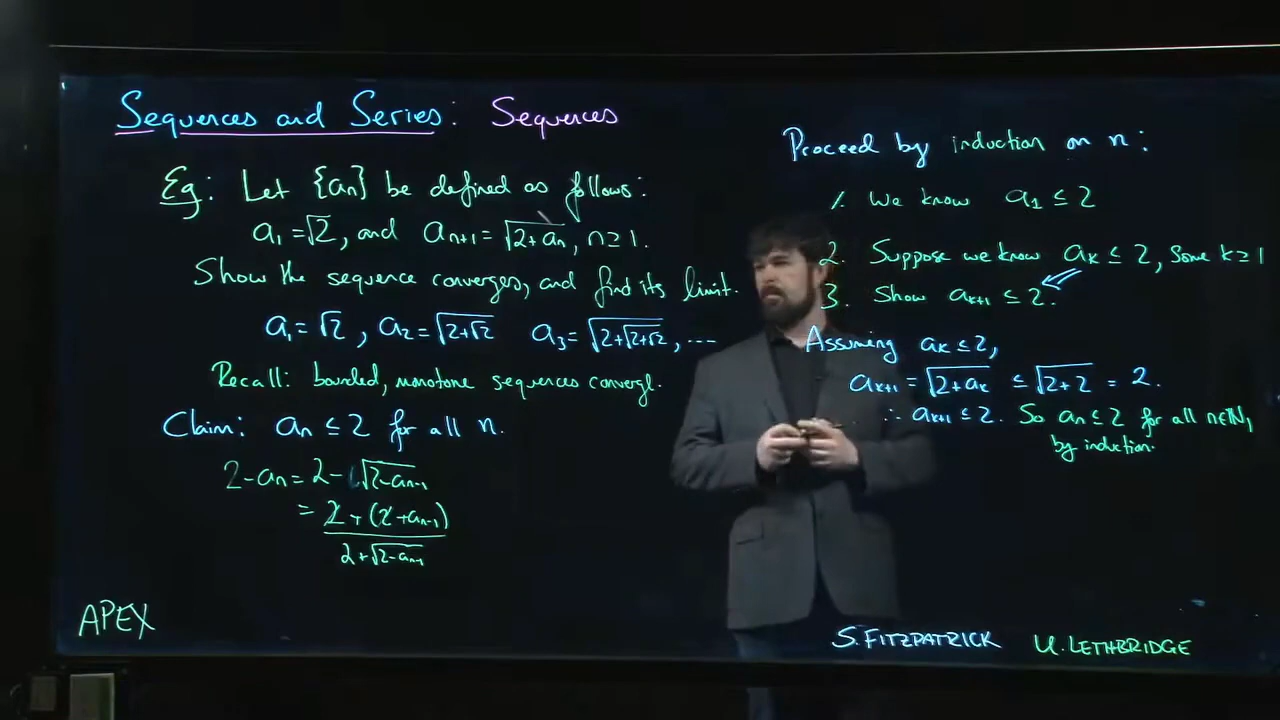 Sequences and Series: Sequences
Eg: Let {an} be defined as follows:
a₁ = √2, and aₙ₊₁ = √(2+aₙ), n ≥ 1.
Show the sequence converges, and find its limit.
a₁ = √2, a₂ = √(2+√2) a₃ = √(2+√(2+√2)), ...
Recall: bounded, monotone sequences converge.
Claim: aₙ ≤ 2 for all n.
2-aₙ = 2-√(2-aₙ₋₁)
= (2+(2+aₙ₋₁))/(2+√(2-aₙ₋₁))
APEX
Proceed by induction on n:
1. We know a₁ ≤ 2
2. Suppose we know aₖ ≤ 2, some k ≥ 1
3. Show aₖ₊₁ ≤ 2.
Assuming aₖ ≤ 2,
aₖ₊₁ = √(2+aₖ) ≤ √(2+2) = 2.
∴ aₖ₊₁ ≤ 2. So aₙ ≤ 2 for all n∈ℕ,
by induction.
S. FITZPATRICK U. LETHBRIDGE